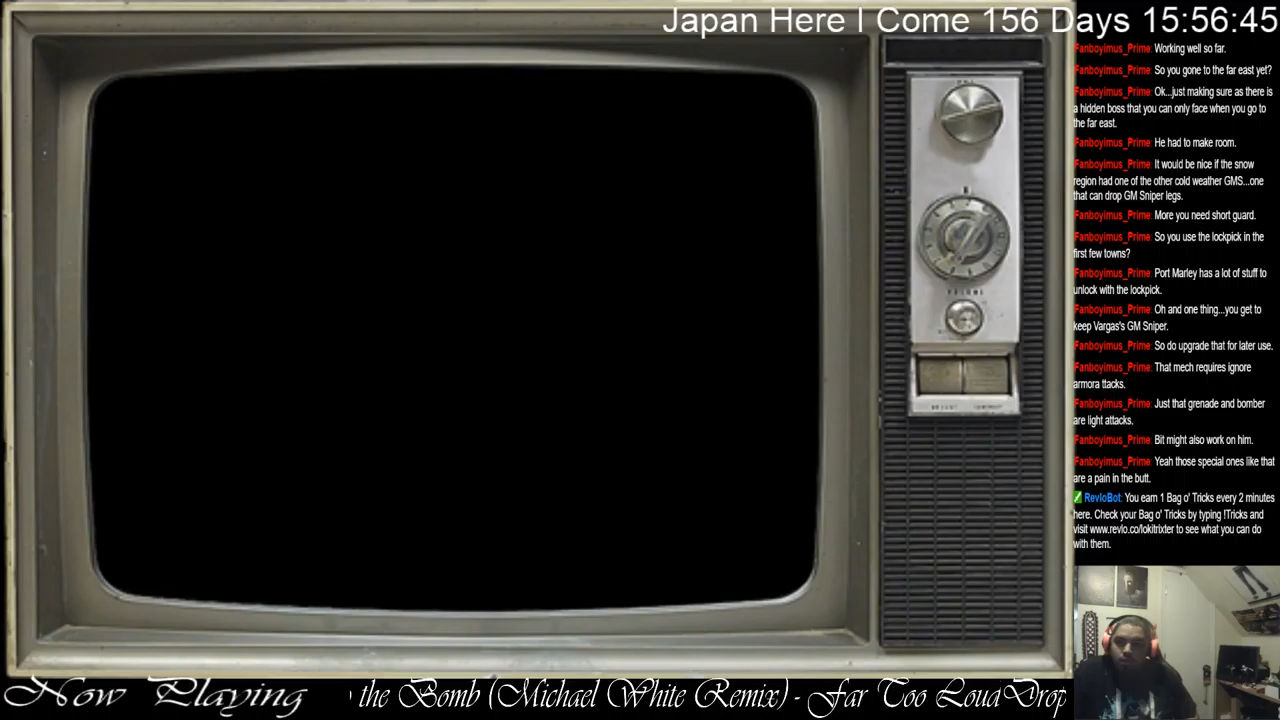 Japan Here I Come 156 Days 15:56:45
Fanboyimus_Prime: Working well so far.
Fanboyimus_Prime: So you gone to the far east yet?
Fanboyimus_Prime: Ok...just making sure as there is
a hidden boss that you can only face when you go to
the far east.
Fanboyimus_Prime: He had to make room.
Fanboyimus_Prime: It would be nice if the snow
region had one of the other cold weather GMS...one
that can drop GM Sniper legs.
Fanboyimus_Prime: More you need short guard.
Fanboyimus_Prime: So you use the lockpick in the
first few towns?
Fanboyimus_Prime: Port Marley has a lot of stuff to
unlock with the lockpick.
Fanboyimus_Prime: Oh and one thing...you get to
keep Vargas's GM Sniper.
Fanboyimus_Prime: So do upgrade that for later use.
Fanboyimus_Prime: That mech requires ignore
armora ttacks.
Fanboyimus_Prime: Just that grenade and bomber
are light attacks.
Fanboyimus_Prime: Bit might also work on him.
Fanboyimus_Prime: Yeah those special ones like that
are a pain in the butt.
RevloBot: You earn 1 Bag o' Tricks every 2 minutes
here. Check your Bag o' Tricks by typing !Tricks and
visit www.revlo.co/lokitrixter to see what you can do
with them.
VOLUME
Now Playing
the Bomb (Michael White Remix) - Far Too Loud Drop